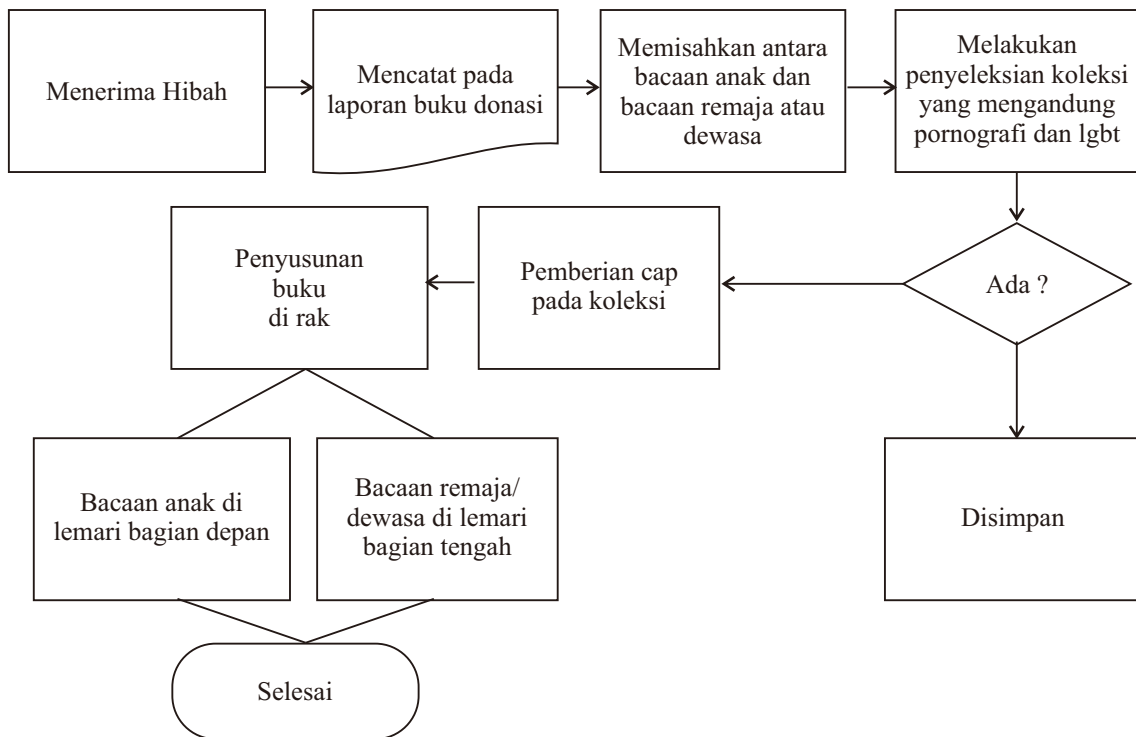 Menerima Hibah
Mencatat pada
laporan buku donasi
Memisahkan antara
bacaan anak dan
bacaan remaja atau
dewasa
Melakukan
penyeleksian koleksi
yang mengandung
pornografi dan lgbt
Ada ?
Pemberian cap
pada koleksi
Penyusunan
buku
di rak
Bacaan anak di
lemari bagian depan
Bacaan remaja/
dewasa di lemari
bagian tengah
Disimpan
Selesai